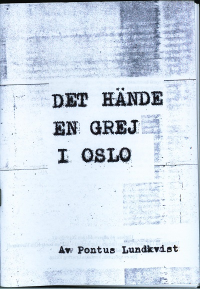 DET HÄNDE
EN GREJ
I OSLO
Av Pontus Lundkvist